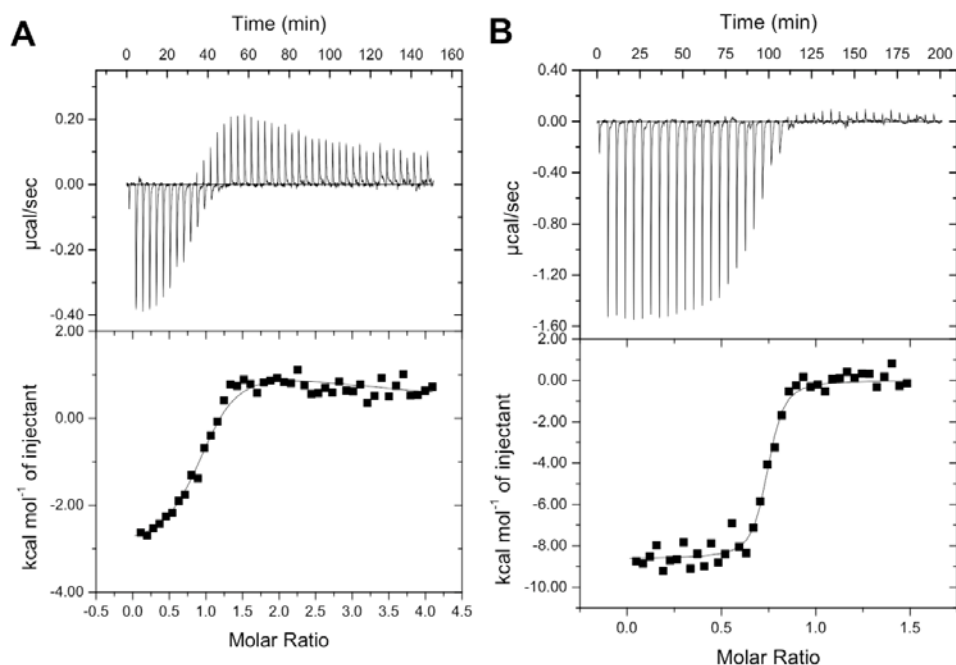 A
Time (min)
0 20 40 60 80 100 120 140 160
0.20
0.00
-0.20
-0.40
µcal/sec
2.00
0.00
-2.00
-4.00
kcal mol⁻¹ of injectant
-0.5 0.0 0.5 1.0 1.5 2.0 2.5 3.0 3.5 4.0 4.5
Molar Ratio
B
Time (min)
0 25 50 75 100 125 150 175 200
0.40
0.00
-0.40
-0.80
-1.20
-1.60
µcal/sec
2.00
0.00
-2.00
-4.00
-6.00
-8.00
-10.00
kcal mol⁻¹ of injectant
0.0 0.5 1.0 1.5
Molar Ratio